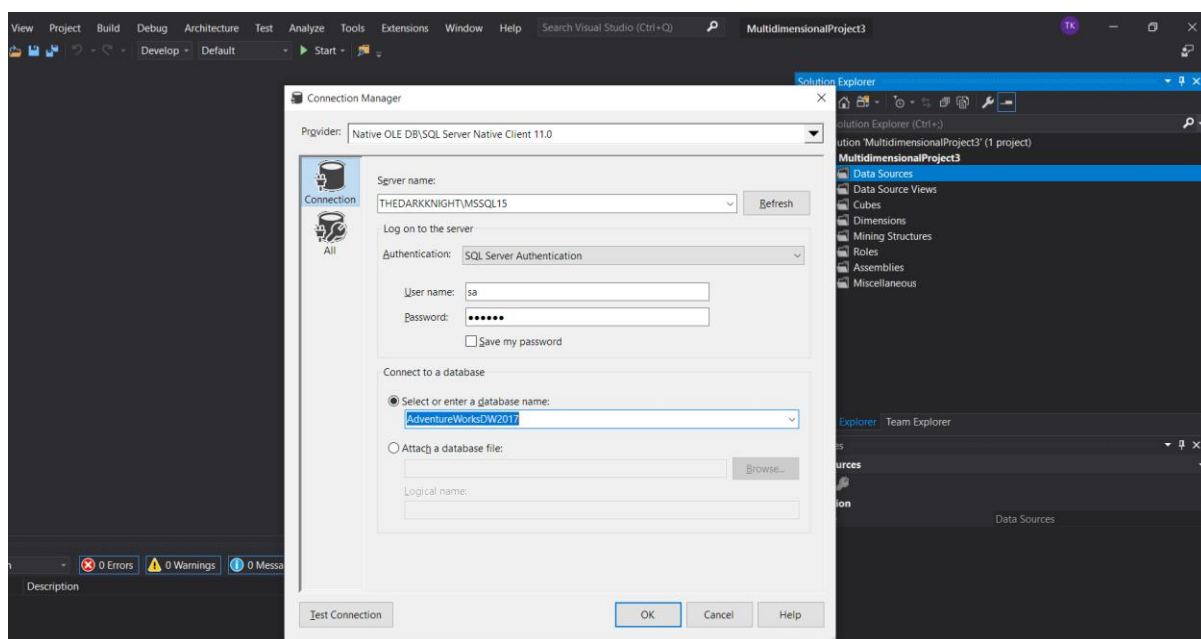 View Project Build Debug Architecture Test Analyze Tools Extensions Window Help Search Visual Studio (Ctrl+Q) MultidimensionalProject3 TK
Develop Default Start
Solution Explorer
Connection Manager
olution Explorer (Ctrl+;)
Provider: Native OLE DB\SQL Server Native Client 11.0
ution 'MultidimensionalProject3' (1 project)
MultidimensionalProject3
Data Sources
Data Source Views
Cubes
Dimensions
Mining Structures
Roles
Assemblies
Miscellaneous
Connection
All
Server name:
THEDARKKNIGHT\MSSQL15 Refresh
Log on to the server
Authentication: SQL Server Authentication
User name: sa
Password: ••••••
Save my password
Connect to a database
Select or enter a database name:
AdventureWorksDW2017
Attach a database file:
Browse...
Logical name:
Explorer Team Explorer
es
urces
ion
Data Sources
n 0 Errors 0 Warnings 0 Messa
Description
Test Connection OK Cancel Help